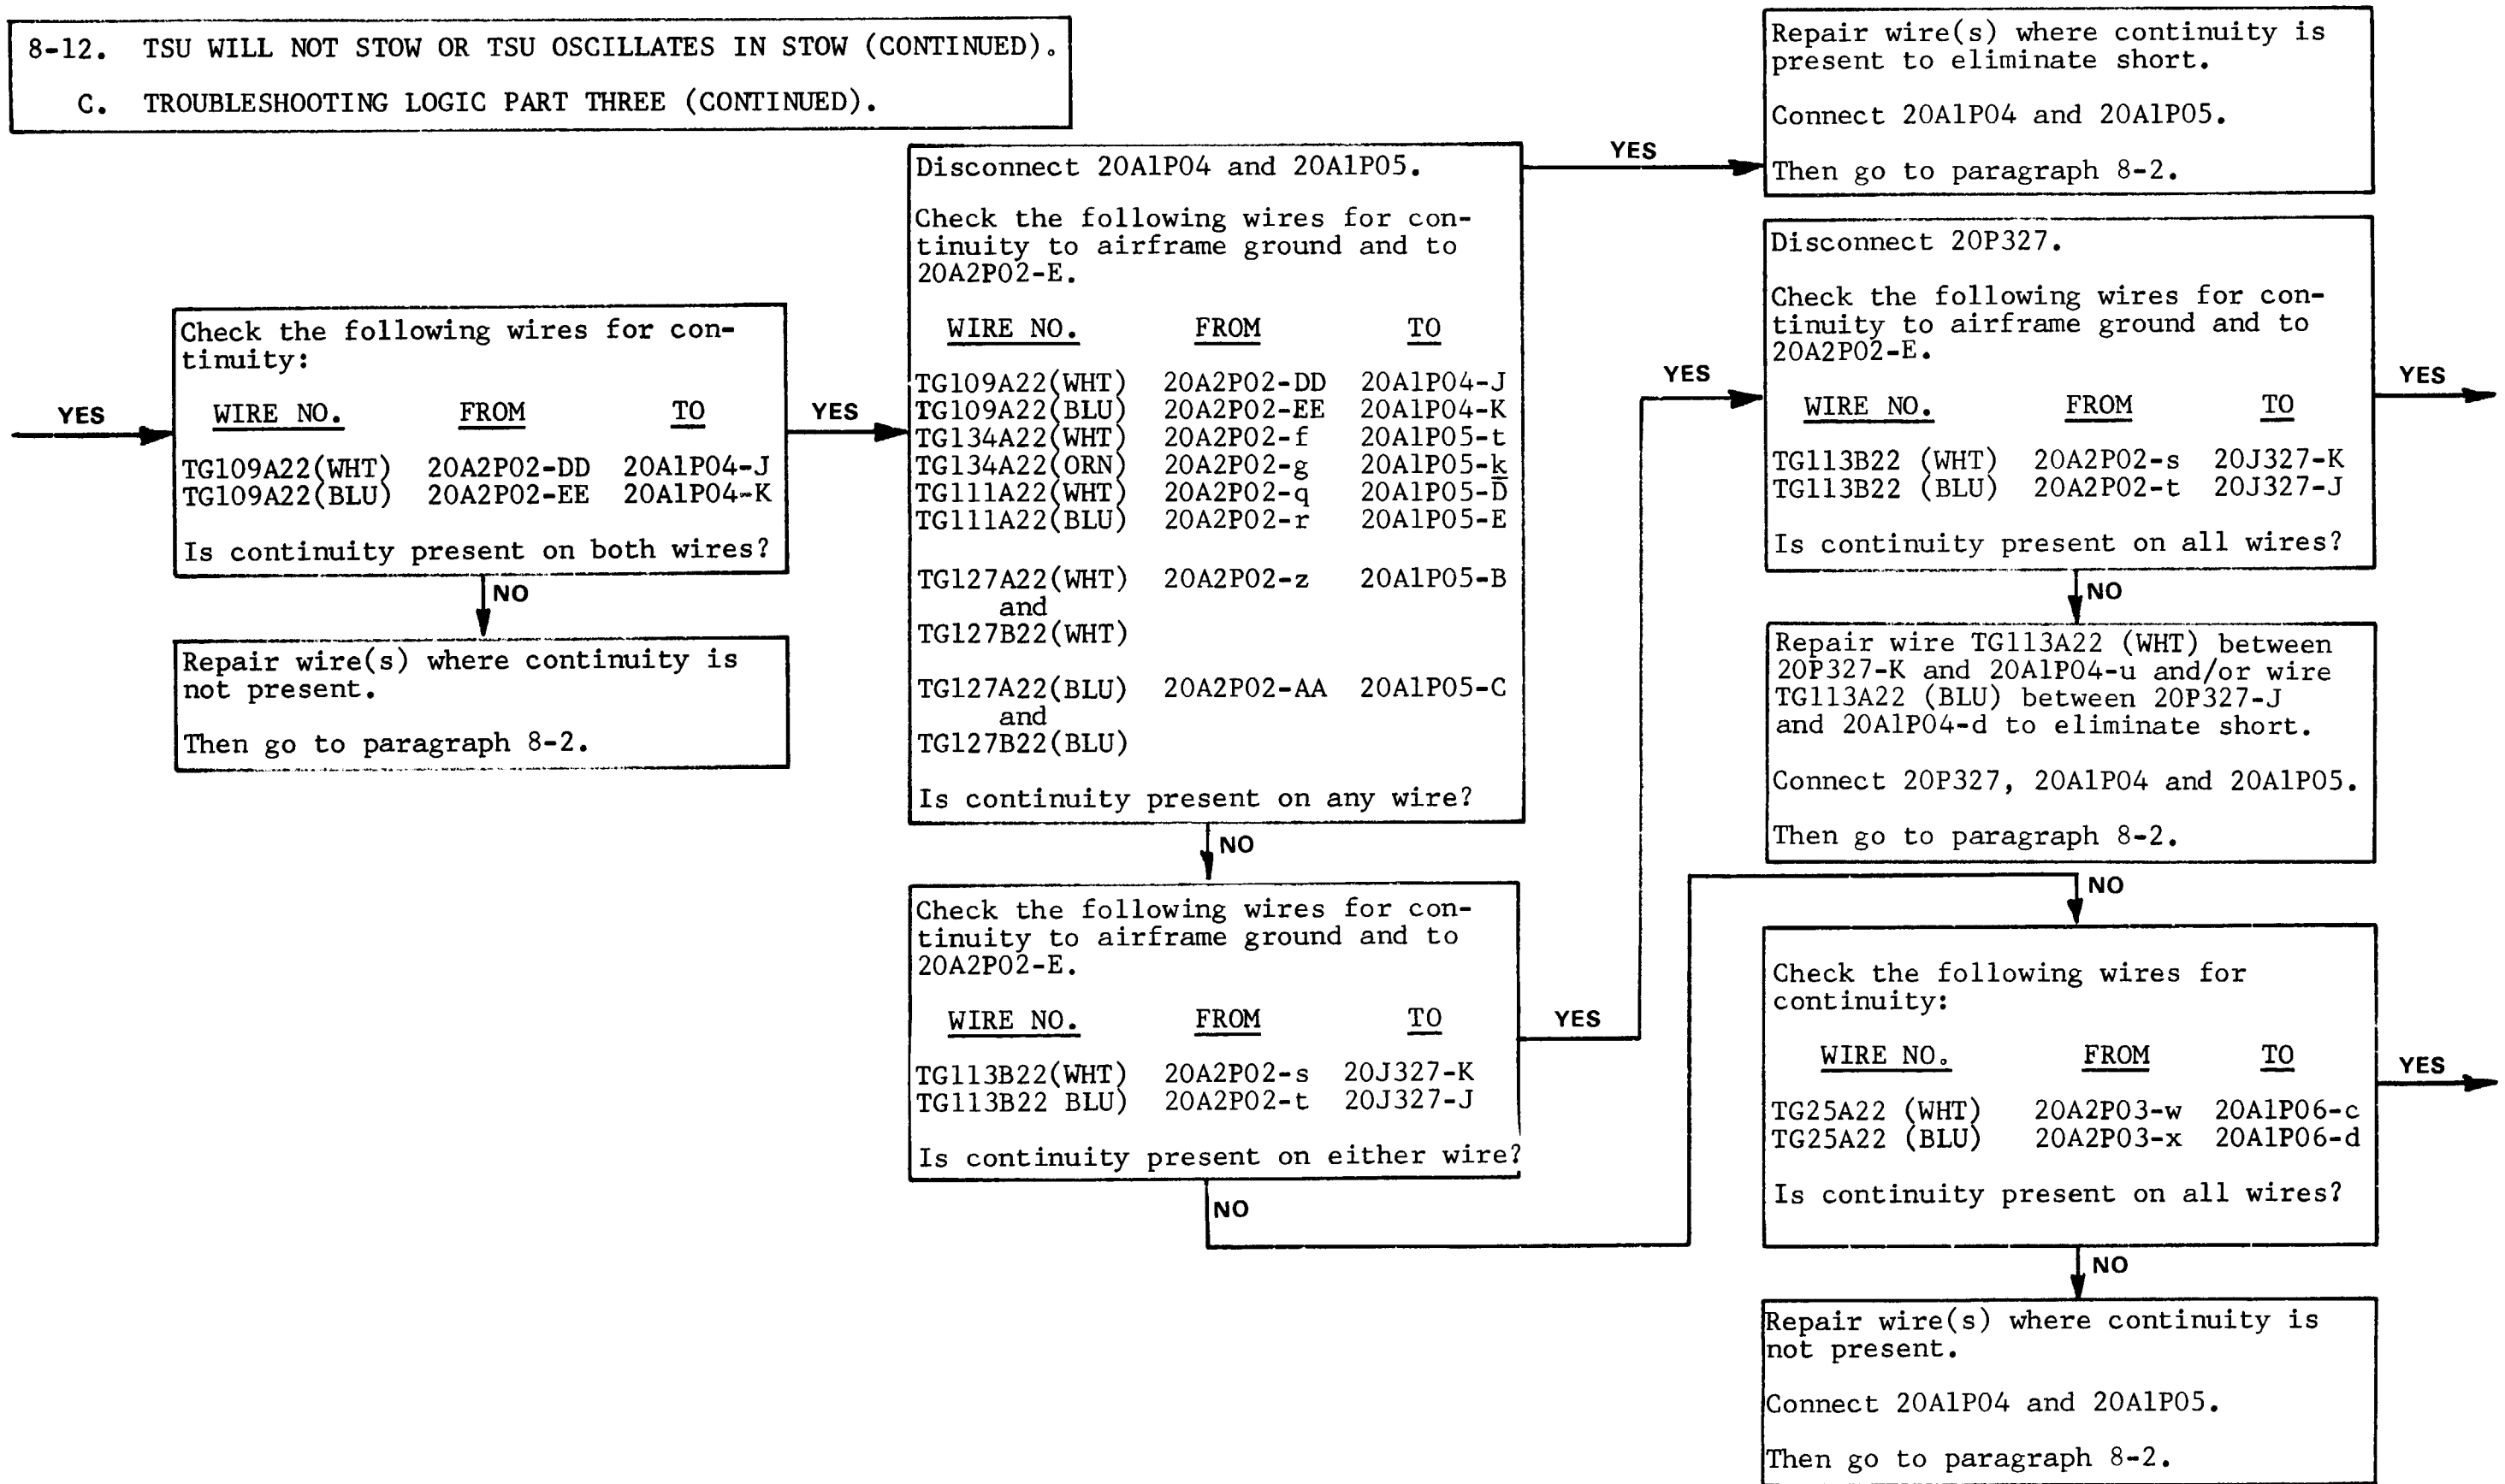 8-12. TSU WILL NOT STOW OR TSU OSCILLATES IN STOW (CONTINUED).
C. TROUBLESHOOTING LOGIC PART THREE (CONTINUED).
YES
Check the following wires for con-
tinuity:
WIRE NO. FROM TO
TG109A22(WHT) 20A2P02-DD 20A1P04-J
TG109A22(BLU) 20A2P02-EE 20A1P04-K
Is continuity present on both wires?
NO
Repair wire(s) where continuity is
not present.
Then go to paragraph 8-2.
YES
Disconnect 20A1P04 and 20A1P05.
Check the following wires for con-
tinuity to airframe ground and to
20A2P02-E.
WIRE NO. FROM TO
TG109A22(WHT) 20A2P02-DD 20A1P04-J
TG109A22(BLU) 20A2P02-EE 20A1P04-K
TG134A22(WHT) 20A2P02-f 20A1P05-t
TG134A22(ORN) 20A2P02-g 20A1P05-k
TG111A22(WHT) 20A2P02-q 20A1P05-D
TG111A22(BLU) 20A2P02-r 20A1P05-E
TG127A22(WHT) 20A2P02-z 20A1P05-B
and
TG127B22(WHT)
TG127A22(BLU) 20A2P02-AA 20A1P05-C
and
TG127B22(BLU)
Is continuity present on any wire?
NO
Check the following wires for con-
tinuity to airframe ground and to
20A2P02-E.
WIRE NO. FROM TO
TG113B22(WHT) 20A2P02-s 20J327-K
TG113B22 BLU) 20A2P02-t 20J327-J
Is continuity present on either wire?
NO
YES
Repair wire(s) where continuity is
present to eliminate short.
Connect 20A1P04 and 20A1P05.
Then go to paragraph 8-2.
YES
YES
Disconnect 20P327.
Check the following wires for con-
tinuity to airframe ground and to
20A2P02-E.
WIRE NO. FROM TO
TG113B22 (WHT) 20A2P02-s 20J327-K
TG113B22 (BLU) 20A2P02-t 20J327-J
Is continuity present on all wires?
YES
NO
Repair wire TG113A22 (WHT) between
20P327-K and 20A1P04-u and/or wire
TG113A22 (BLU) between 20P327-J
and 20A1P04-d to eliminate short.
Connect 20P327, 20A1P04 and 20A1P05.
Then go to paragraph 8-2.
NO
Check the following wires for
continuity:
WIRE NO. FROM TO
TG25A22 (WHT) 20A2P03-w 20A1P06-c
TG25A22 (BLU) 20A2P03-x 20A1P06-d
Is continuity present on all wires?
YES
NO
Repair wire(s) where continuity is
not present.
Connect 20A1P04 and 20A1P05.
Then go to paragraph 8-2.